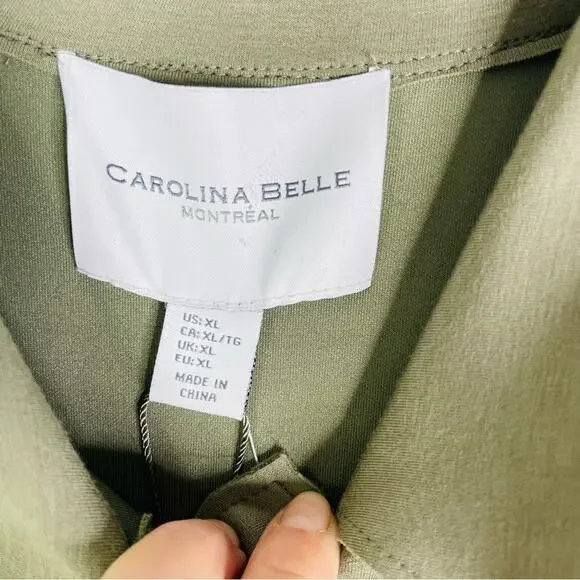 CAROLINA BELLE
MONTRÉAL
US: XL
CA: XL/TG
UK: XL
EU: XL
MADE IN
CHINA